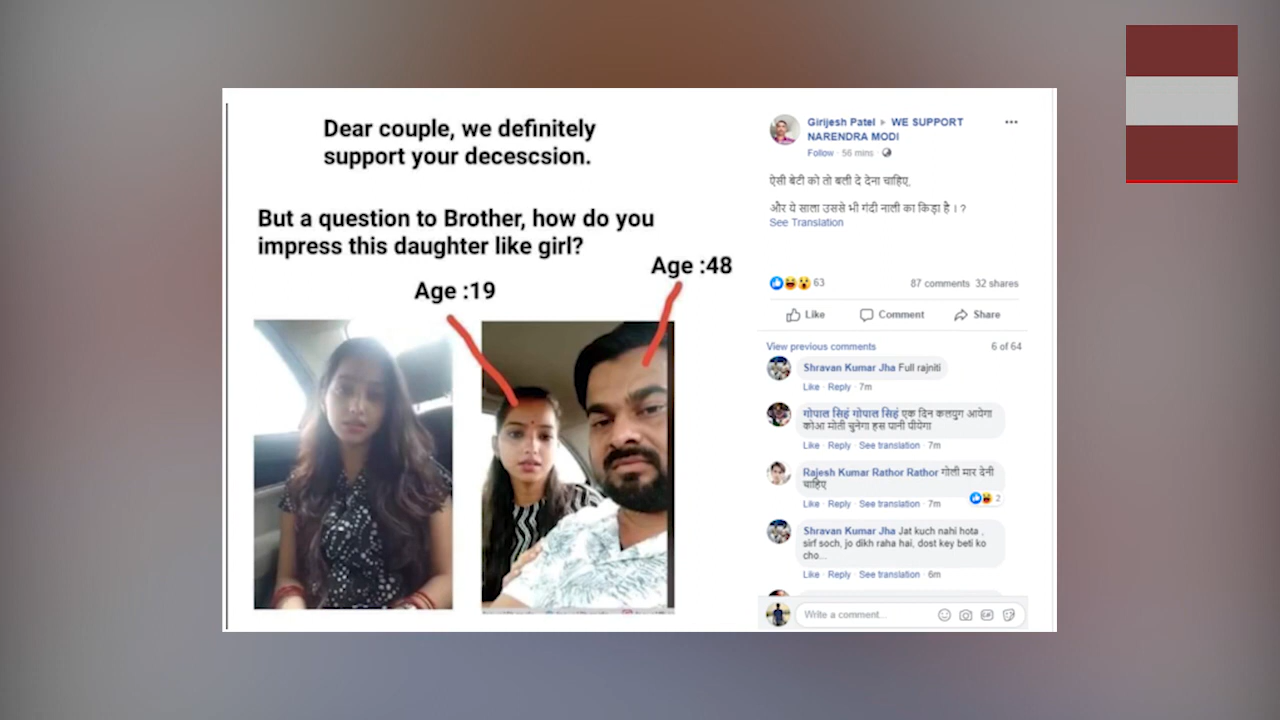 Dear couple, we definitely
support your decescsion.
But a question to Brother, how do you
impress this daughter like girl?
Age :19
Age :48
Girijesh Patel ▸ WE SUPPORT
NARENDRA MODI
Follow · 56 mins ·
ऐसी बेटी को तो बली दे देना चाहिए,
और ये साला उससे भी गंदी नाली का किड़ा है । ?
See Translation
63
87 comments 32 shares
Like Comment Share
View previous comments 6 of 64
Shravan Kumar Jha Full rajniti
Like · Reply · 7m
गोपाल सिहं गोपाल सिहं एक दिन कलयुग आयेगा
कोआ मोती चुनेगा हस पानी पीयेगा
Like · Reply · See translation · 7m
Rajesh Kumar Rathor Rathor गोली मार देनी
चाहिए
2
Like · Reply · See translation · 7m
Shravan Kumar Jha Jat kuch nahi hota ,
sirf soch, jo dikh raha hai, dost key beti ko
cho...
Like · Reply · See translation · 6m
Write a comment...